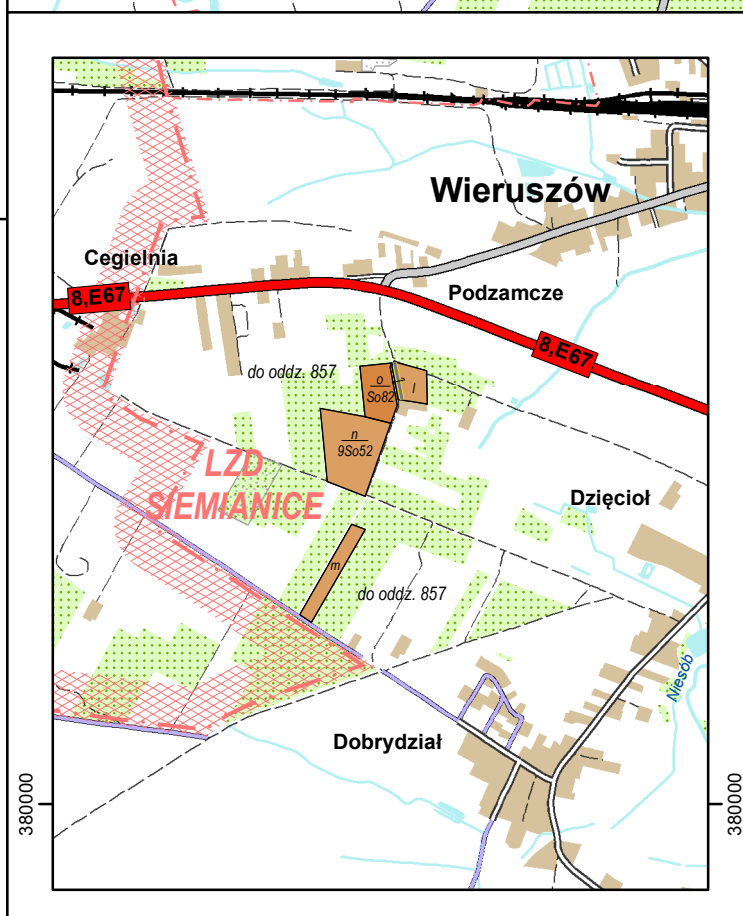 Wieruszów
Cegielnia
8,E67
Podzamcze
8,E67
do oddz. 857
o
So82
l
n
9So52
LZD
SIEMIANICE
Dzięcioł
m
do oddz. 857
Niesób
Dobrydział
380000
380000